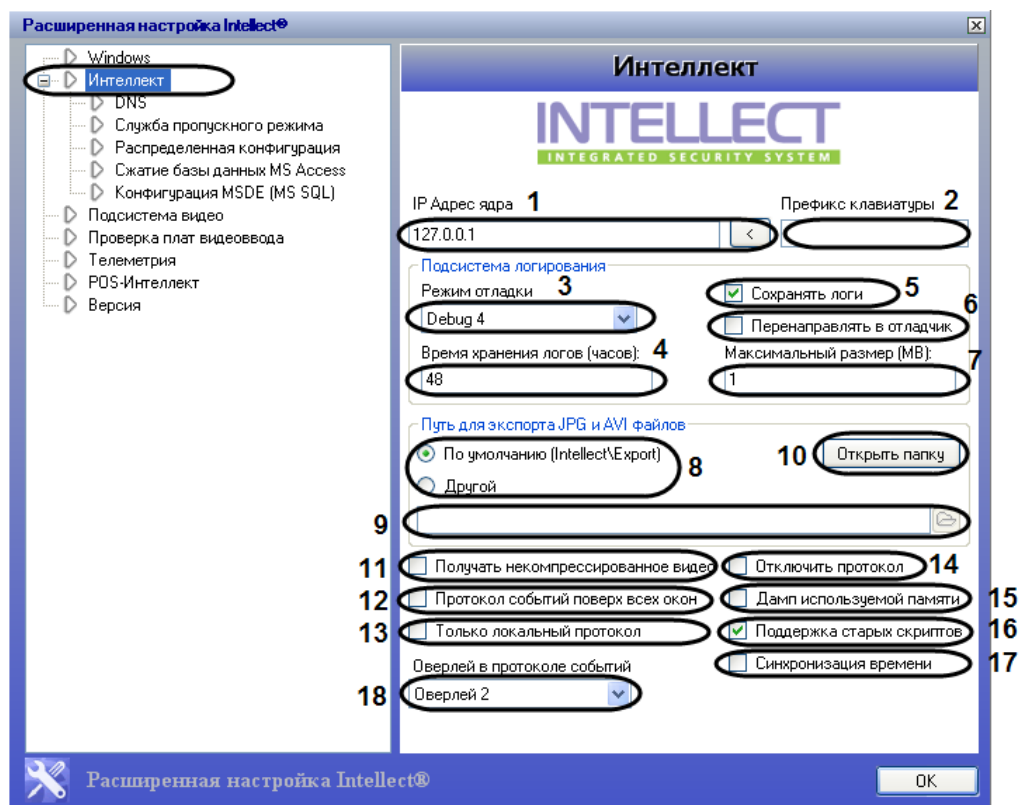 Расширенная настройка Intellect®
Windows
Интеллект
DNS
Служба пропускного режима
Распределенная конфигурация
Сжатие базы данных MS Access
Конфигурация MSDE (MS SQL)
Подсистема видео
Проверка плат видеоввода
Телеметрия
POS-Интеллект
Версия
Интеллект
INTELLECT
INTEGRATED SECURITY SYSTEM
IP Адрес ядра 1
Префикс клавиатуры 2
127.0.0.1 <
Подсистема логирования
Режим отладки 3
Debug 4
Сохранять логи 5
Перенаправлять в отладчик 6
Время хранения логов (часов): 4
48
Максимальный размер (MB): 7
1
Путь для экспорта JPG и AVI файлов
По умолчанию (Intellect\Export)
Другой
8
10 Открыть папку
9
11 Получать некомпрессированное видео
Отключить протокол 14
12 Протокол событий поверх всех окон
Дамп используемой памяти 15
13 Только локальный протокол
Поддержка старых скриптов 16
Синхронизация времени 17
Оверлей в протоколе событий
18 Оверлей 2
Расширенная настройка Intellect®
OK